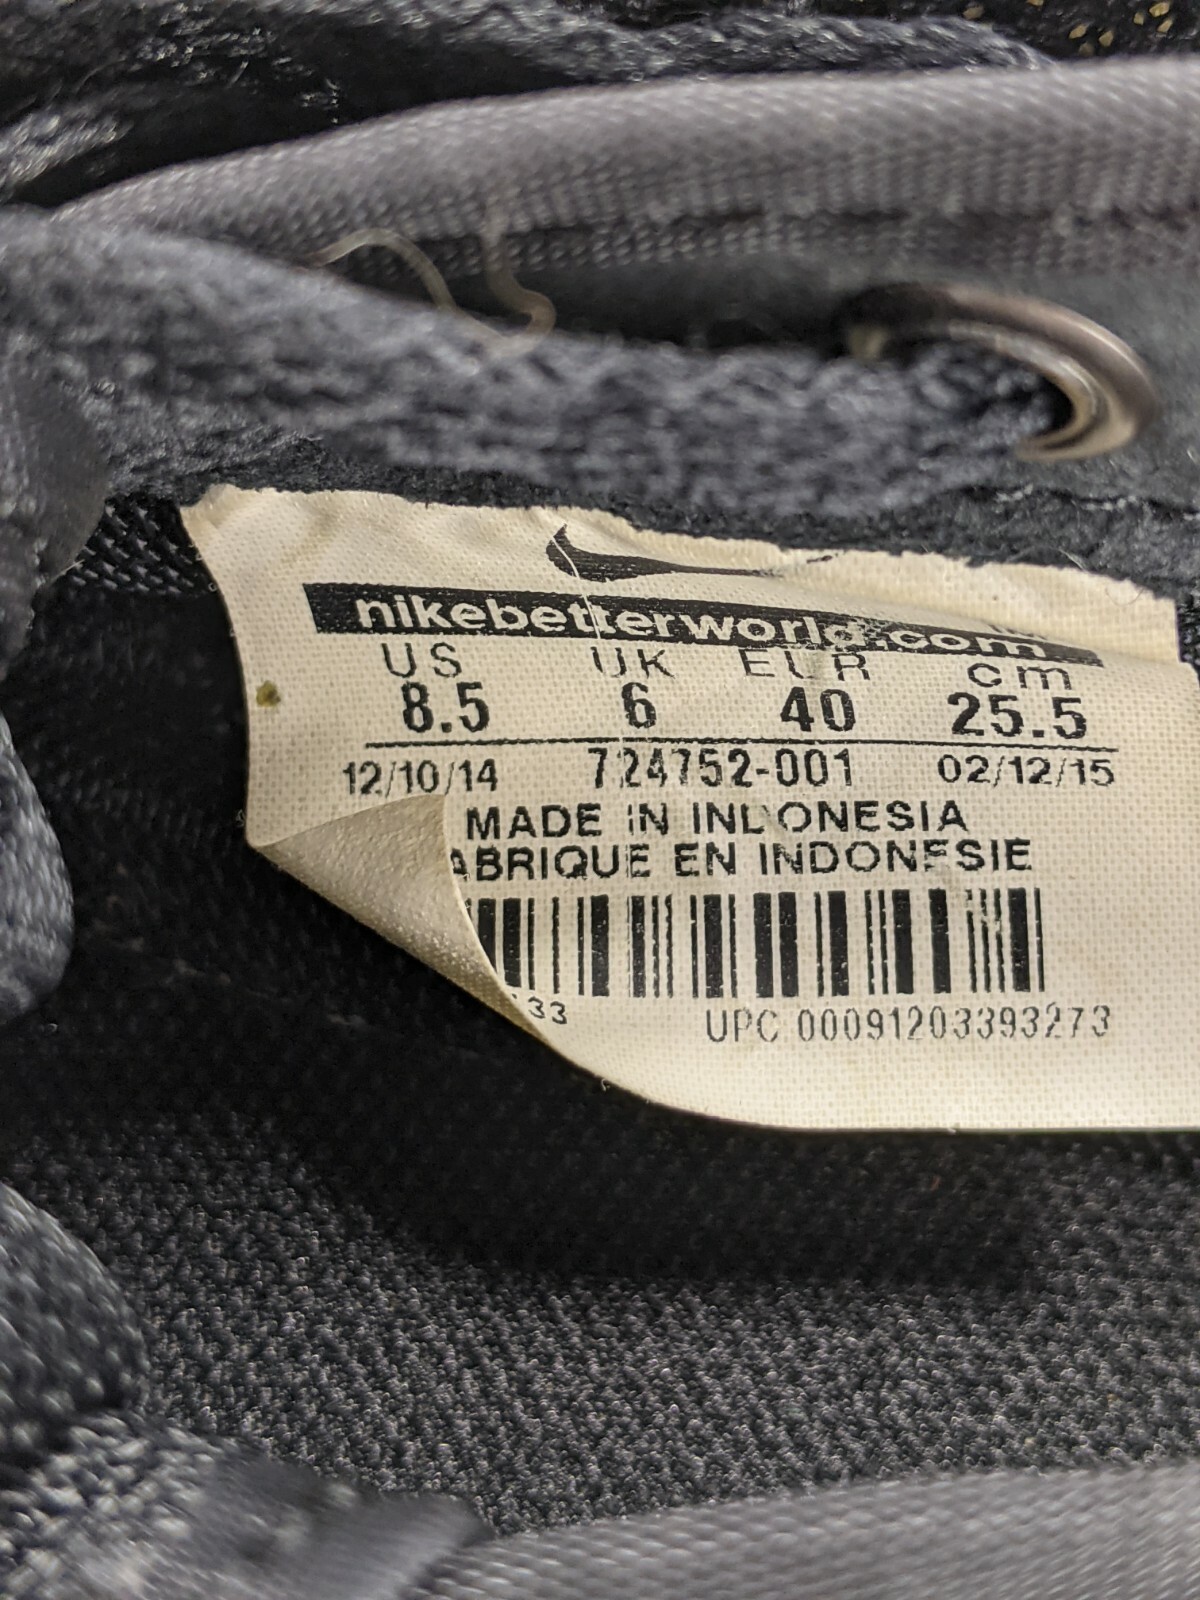 nikebetterworld.com
US UK EUR cm
8.5 6 40 25.5
12/10/14 724752-001 02/12/15
MADE IN INDONESIA
ABRIQUE EN INDONESIE
33 UPC 00091203393273